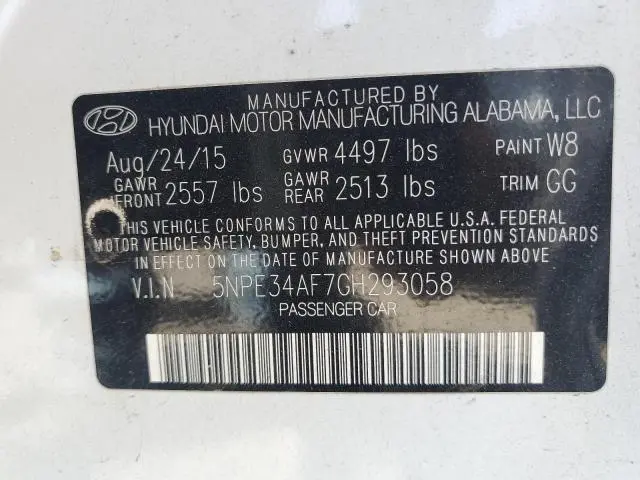 MANUFACTURED BY
HYUNDAI MOTOR MANUFACTURING ALABAMA, LLC
Aug/24/15 GVWR 4497 lbs PAINT W8
GAWR FRONT 2557 lbs GAWR REAR 2513 lbs TRIM GG
THIS VEHICLE CONFORMS TO ALL APPLICABLE U.S.A. FEDERAL
MOTOR VEHICLE SAFETY, BUMPER, AND THEFT PREVENTION STANDARDS
IN EFFECT ON THE DATE OF MANUFACTURE SHOWN ABOVE.
V.I.N 5NPE34AF7GH293058
PASSENGER CAR